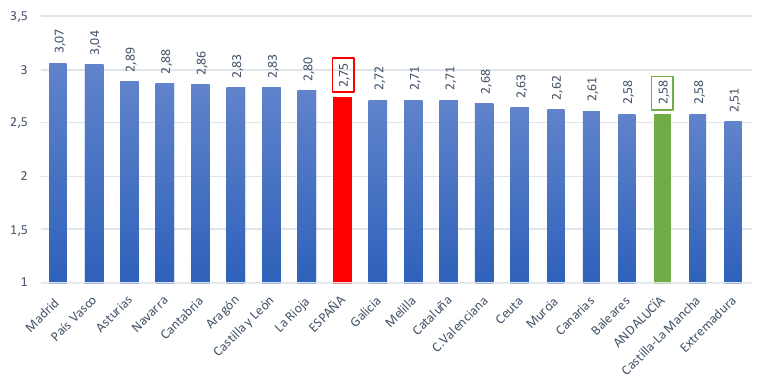 3,5
3
2,5
2
1,5
1
3,07
3,04
2,89
2,88
2,86
2,83
2,83
2,80
2,75
2,72
2,71
2,71
2,68
2,63
2,62
2,61
2,58
2,58
2,58
2,51
Madrid
País Vasco
Asturias
Navarra
Cantabria
Aragón
Castilla y León
La Rioja
ESPAÑA
Galicia
Melilla
Cataluña
C.Valenciana
Ceuta
Murcia
Canarias
Baleares
ANDALUCÍA
Castilla-La Mancha
Extremadura